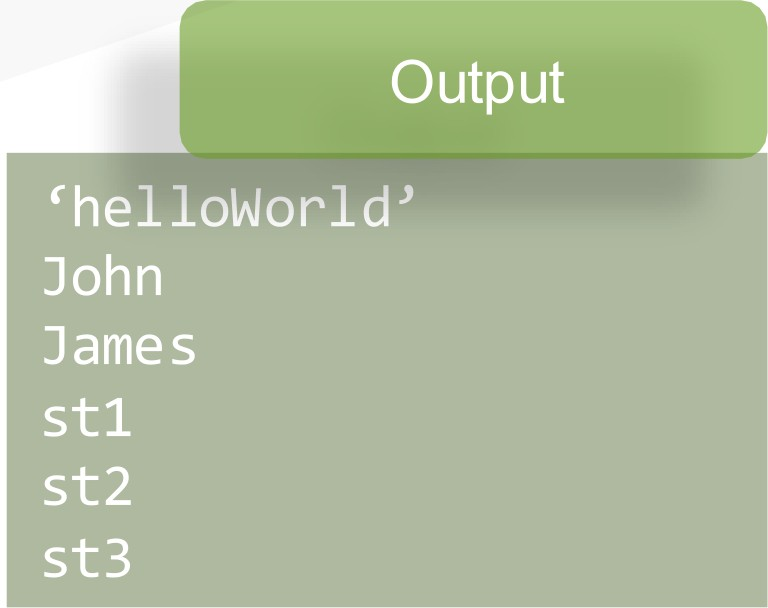 Output
‘helloWorld’
John
James
st1
st2
st3